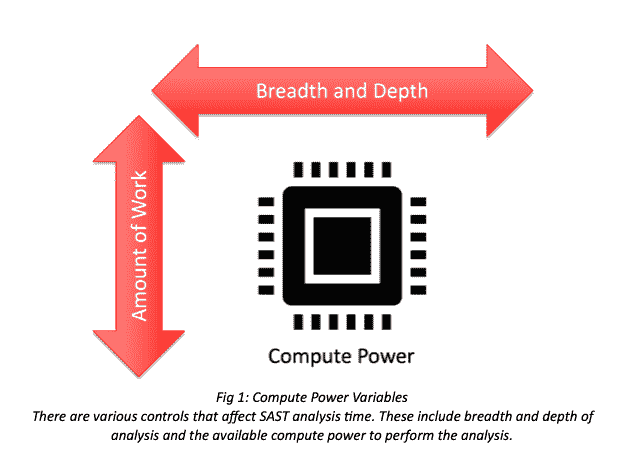 Breadth and Depth
Amount of Work
Compute Power
Fig 1: Compute Power Variables
There are various controls that affect SAST analysis time. These include breadth and depth of
analysis and the available compute power to perform the analysis.